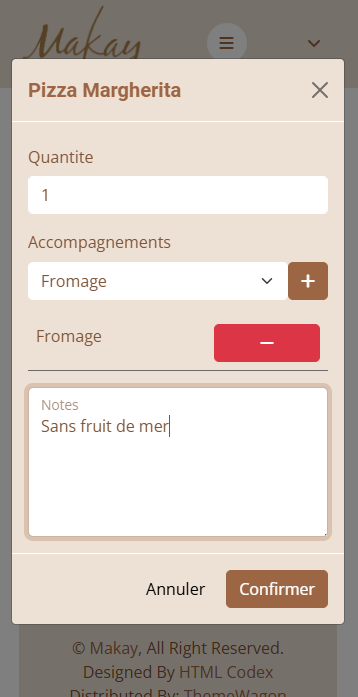 Makay
Pizza Margherita
Quantite
1
Accompagnements
Fromage
Fromage
Notes
Sans fruit de mer
Annuler Confirmer
© Makay, All Right Reserved.
Designed By HTML Codex
Distributed By: ThemeWagon